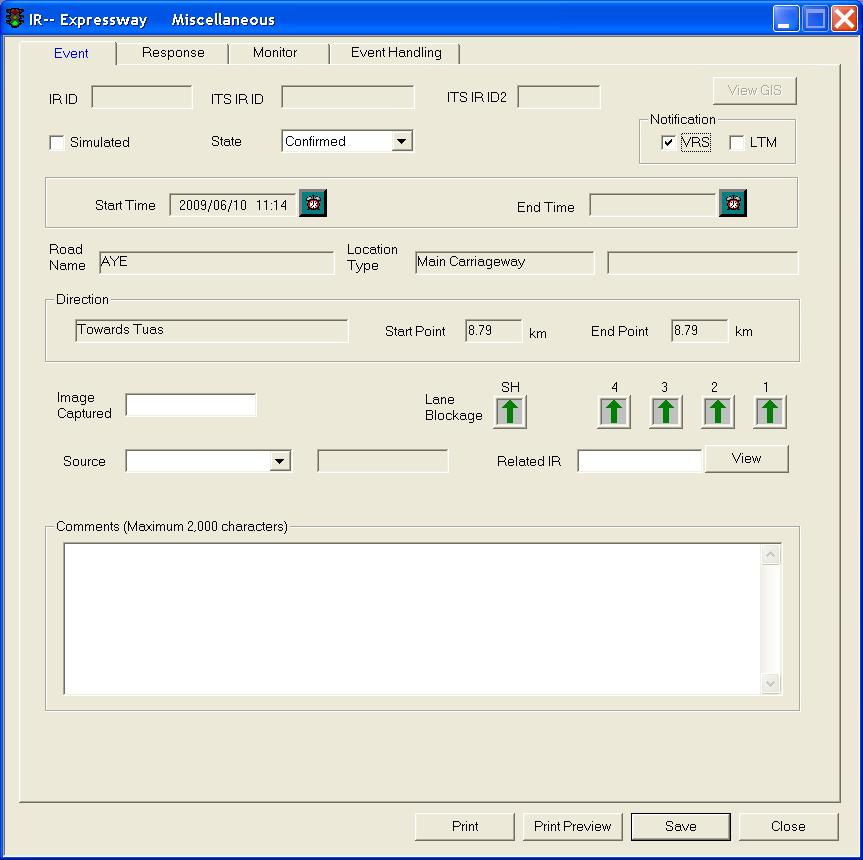 IR-- Expressway Miscellaneous
Event Response Monitor Event Handling
IR ID ITS IR ID ITS IR ID2 View GIS
Notification
Simulated State Confirmed VRS LTM
Start Time 2009/06/10 11:14 End Time
Road Name AYE Location Type Main Carriageway
Direction
Towards Tuas Start Point 8.79 km End Point 8.79 km
SH 4 3 2 1
Image Captured Lane Blockage
Source Related IR View
Comments (Maximum 2,000 characters)
Print Print Preview Save Close